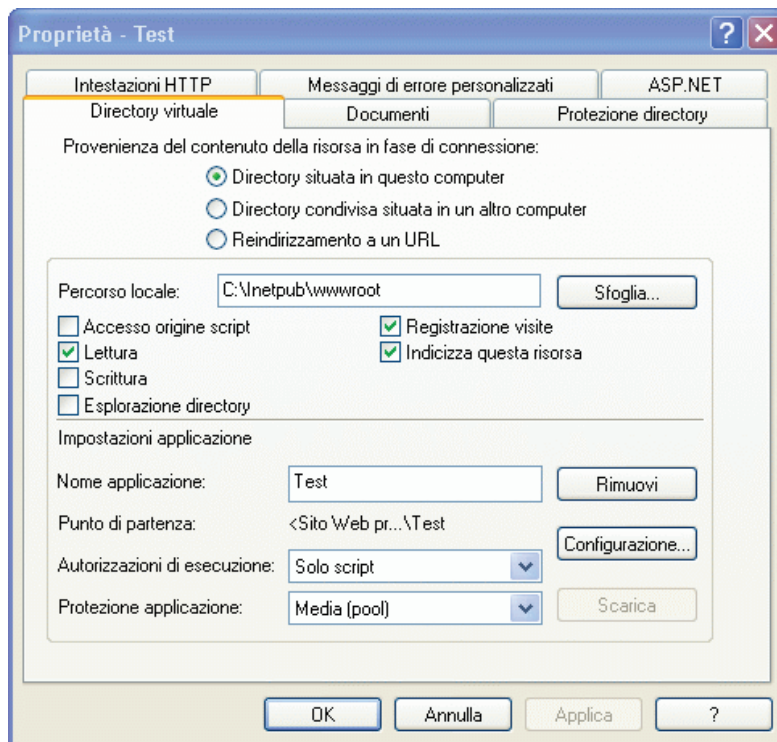 Proprietà - Test
?
Intestazioni HTTP Messaggi di errore personalizzati ASP.NET
Directory virtuale Documenti Protezione directory
Provenienza del contenuto della risorsa in fase di connessione:
Directory situata in questo computer
Directory condivisa situata in un altro computer
Reindirizzamento a un URL
Percorso locale: C:\Inetpub\wwwroot Sfoglia...
Accesso origine script Registrazione visite
Lettura Indicizza questa risorsa
Scrittura
Esplorazione directory
Impostazioni applicazione
Nome applicazione: Test Rimuovi
Punto di partenza: <Sito Web pr...\Test
Configurazione...
Autorizzazioni di esecuzione: Solo script
Protezione applicazione: Media (pool) Scarica
OK Annulla Applica ?